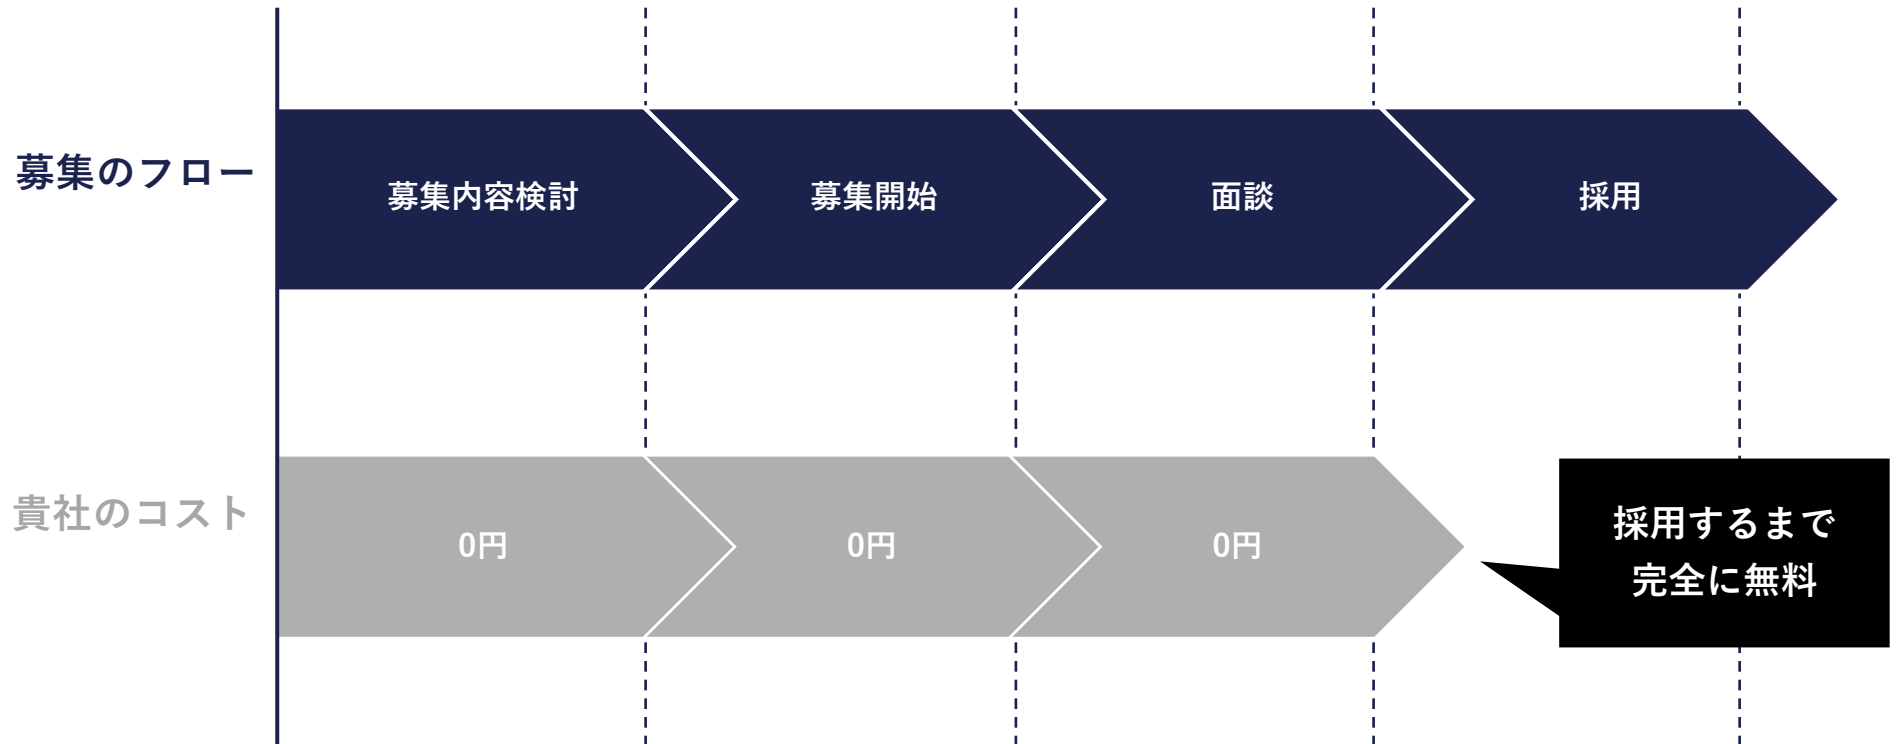 募集のフロー
募集内容検討
募集開始
面談
採用
貴社のコスト
0円
0円
0円
採用するまで
完全に無料